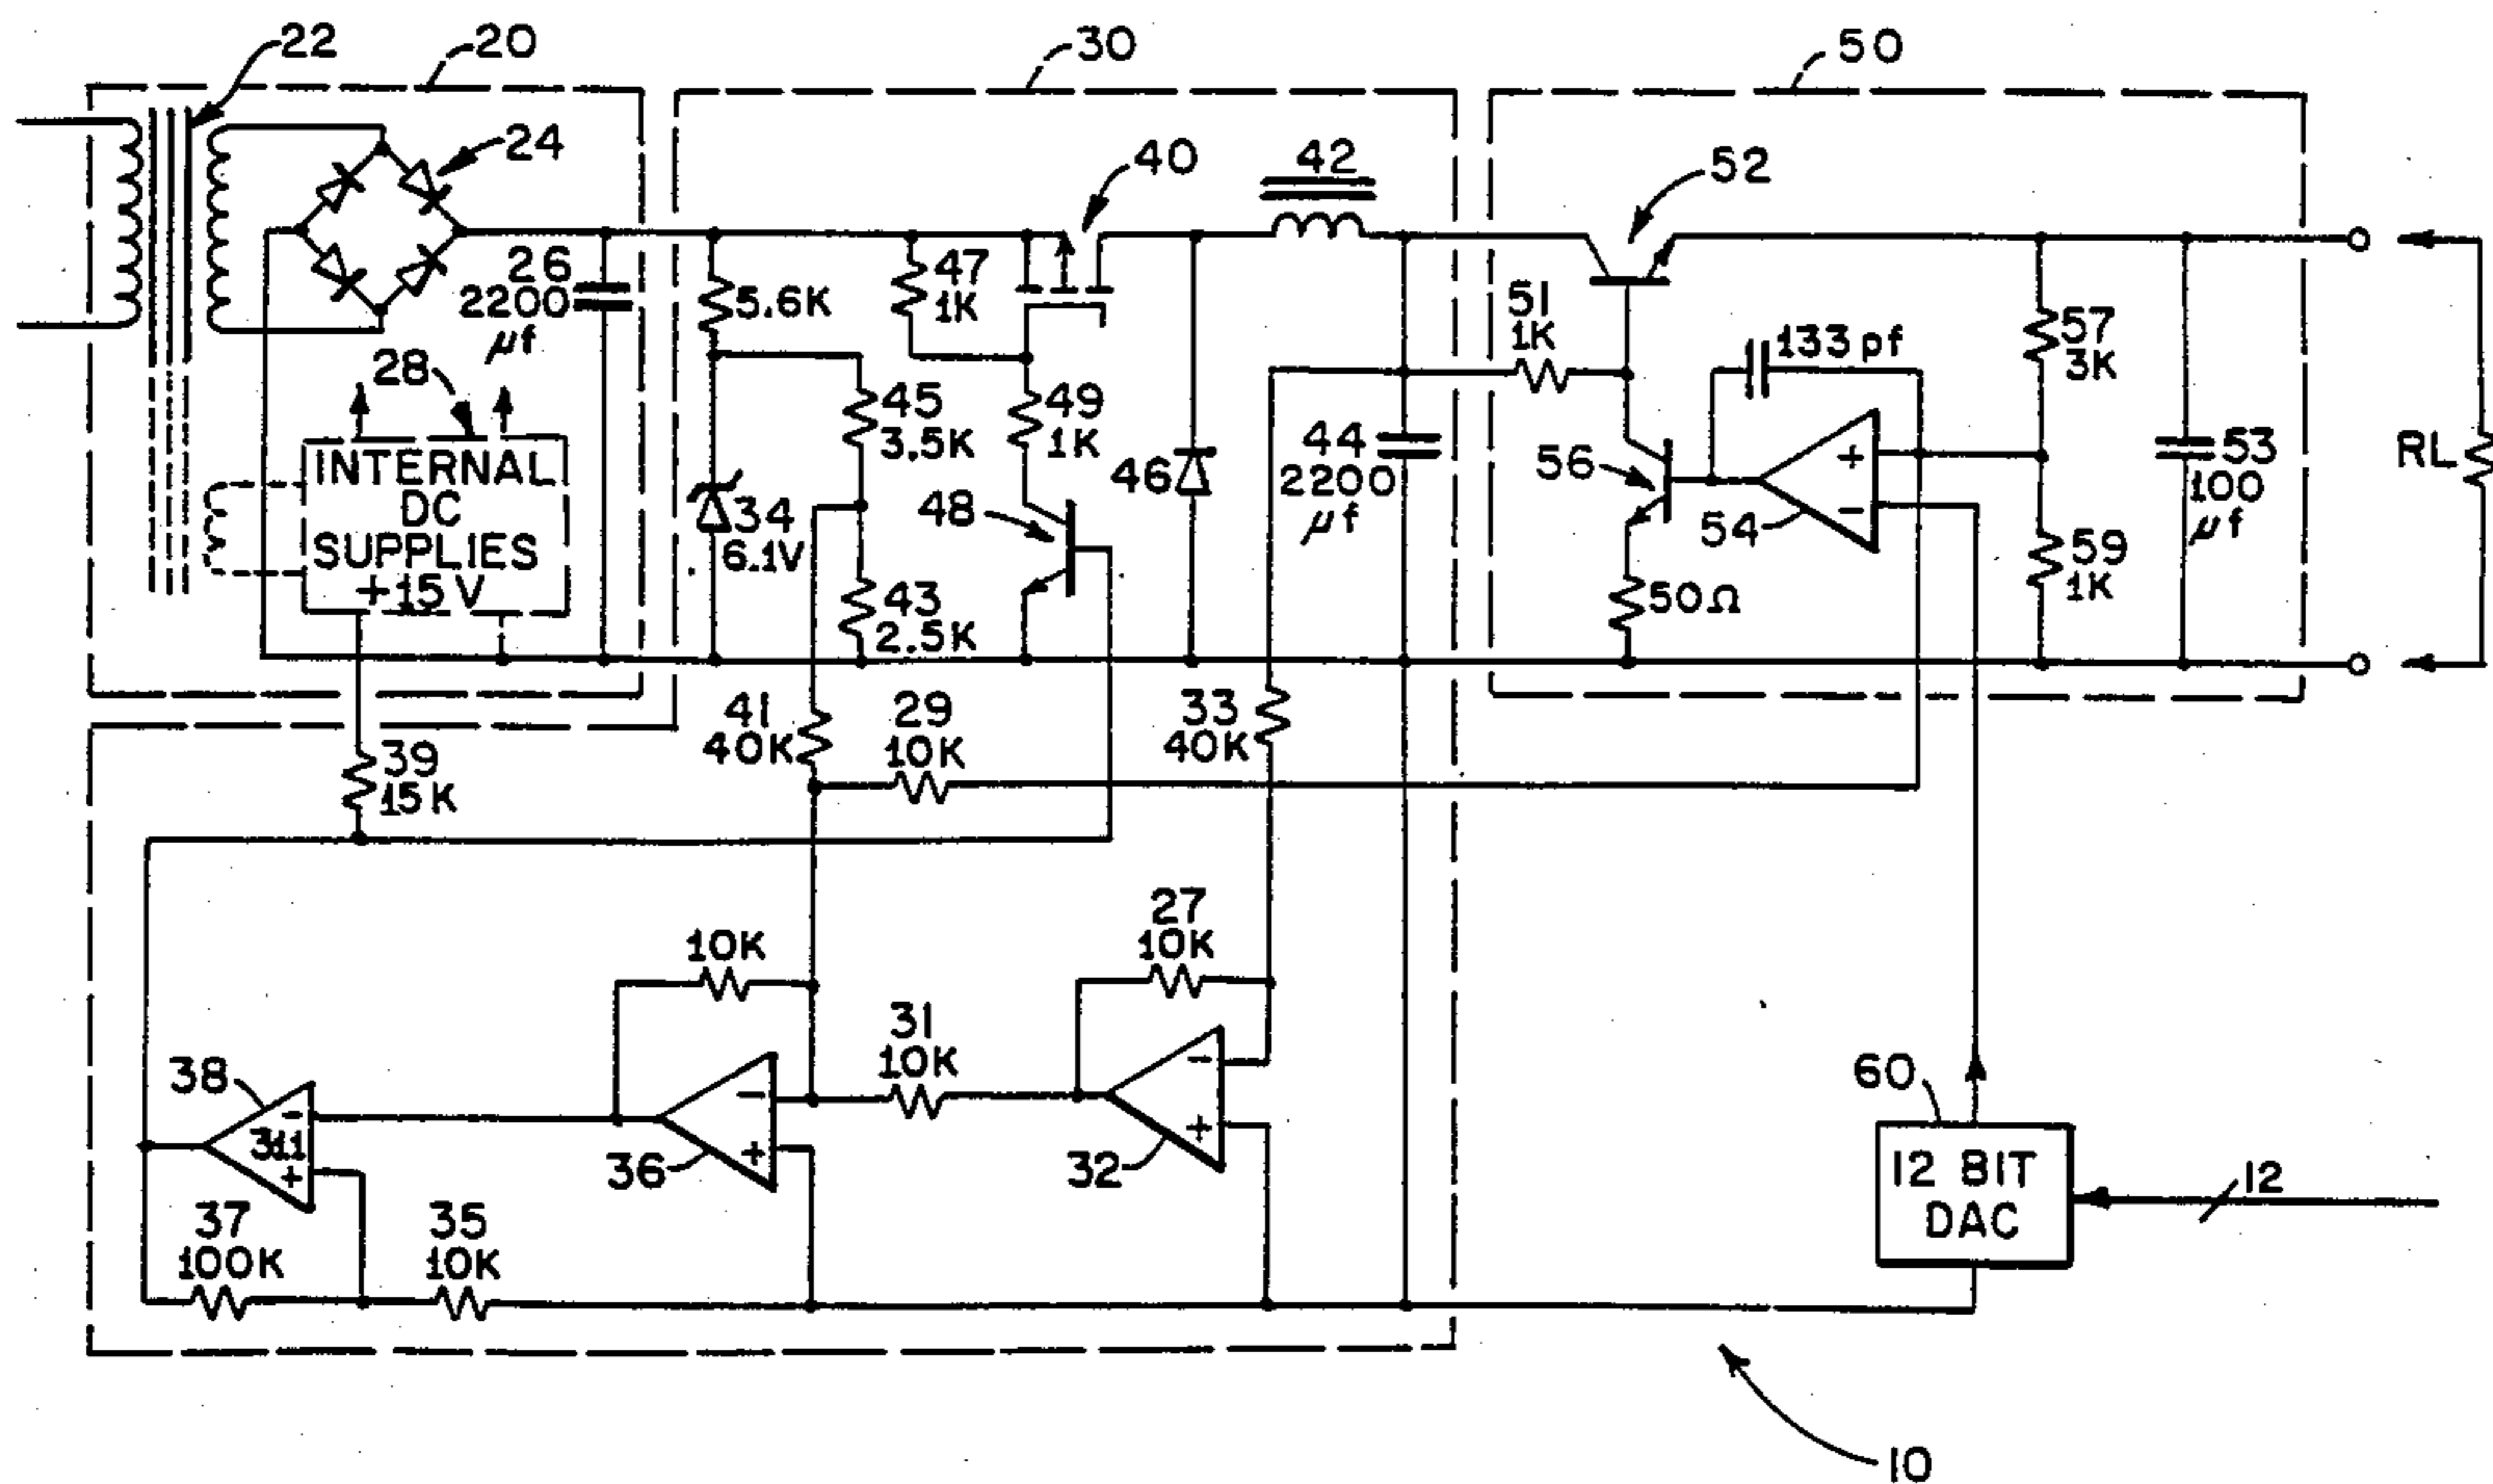 22
20
30
50
24
40
42
52
26
2200
µf
5.6K
47
1K
51
1K
133pf
57
3K
28
INTERNAL
DC
SUPPLIES
+15V
34
6.1V
45
3.5K
49
1K
48
46
44
2200
µf
56
+
-
54
53
100
µf
RL
43
2.5K
50Ω
59
1K
39
15K
41
40K
29
10K
33
40K
10K
27
10K
31
10K
38
-
311
+
-
+
36
-
+
32
60
12 BIT
DAC
12
37
100K
35
10K
10